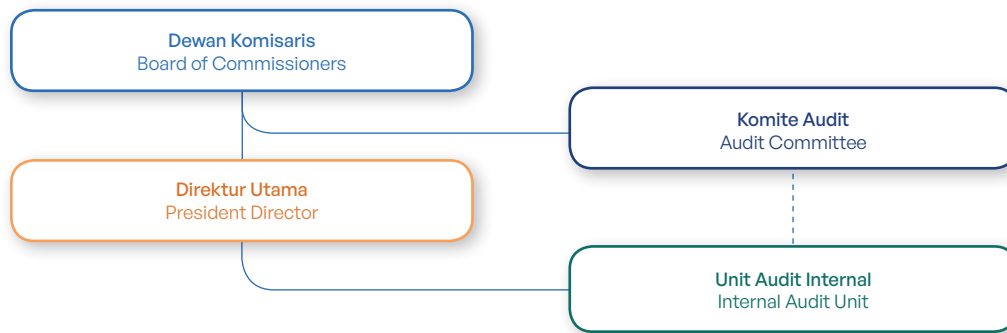 Dewan Komisaris
Board of Commissioners
Komite Audit
Audit Committee
Direktur Utama
President Director
Unit Audit Internal
Internal Audit Unit